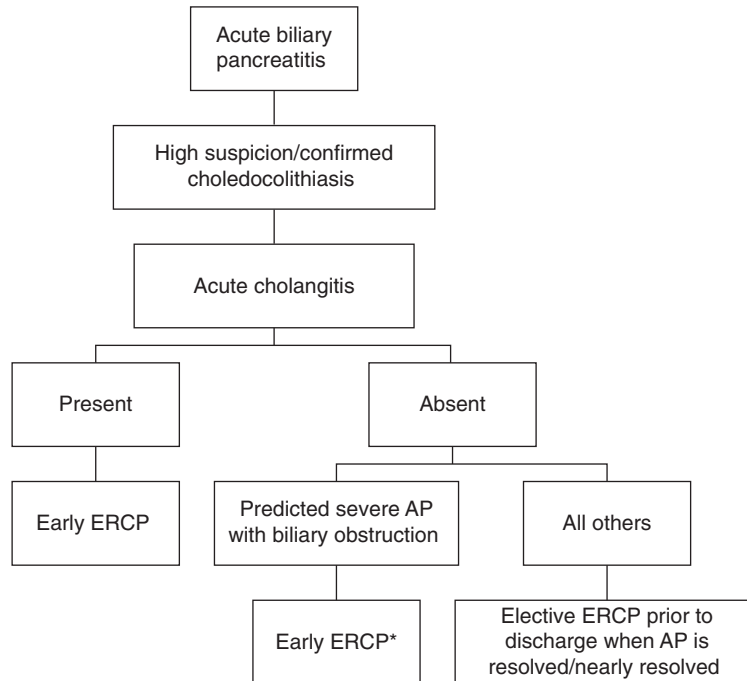 Acute biliary
pancreatitis
High suspicion/confirmed
choledocolithiasis
Acute cholangitis
Present
Absent
Early ERCP
Predicted severe AP
with biliary obstruction
All others
Early ERCP*
Elective ERCP prior to
discharge when AP is
resolved/nearly resolved